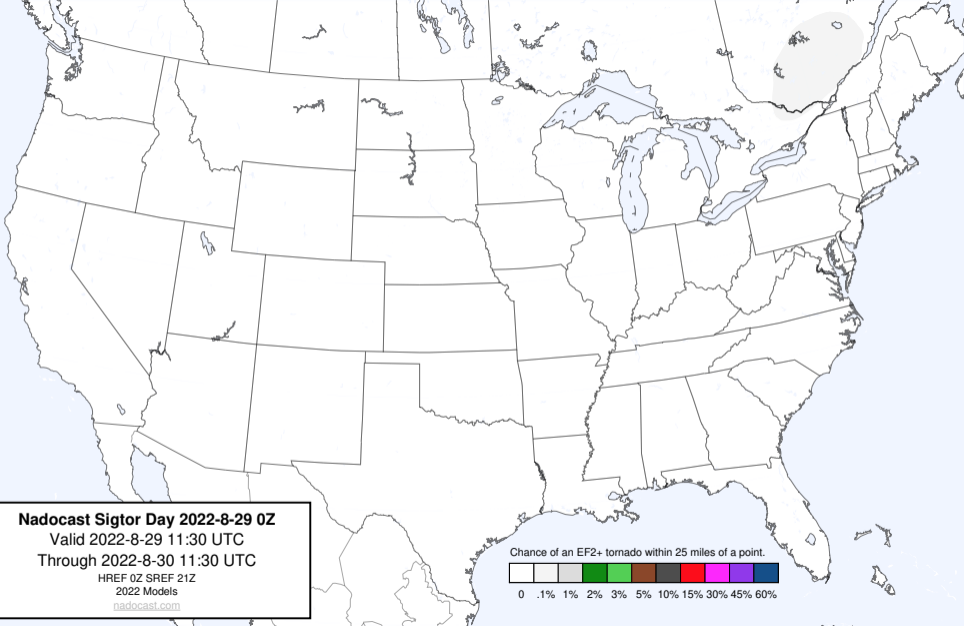 Nadocast Sigtor Day 2022-8-29 0Z
Valid 2022-8-29 11:30 UTC
Through 2022-8-30 11:30 UTC
HREF 0Z SREF 21Z
2022 Models
nadocast.com
Chance of an EF2+ tornado within 25 miles of a point.
0 .1% 1% 2% 3% 5% 10% 15% 30% 45% 60%